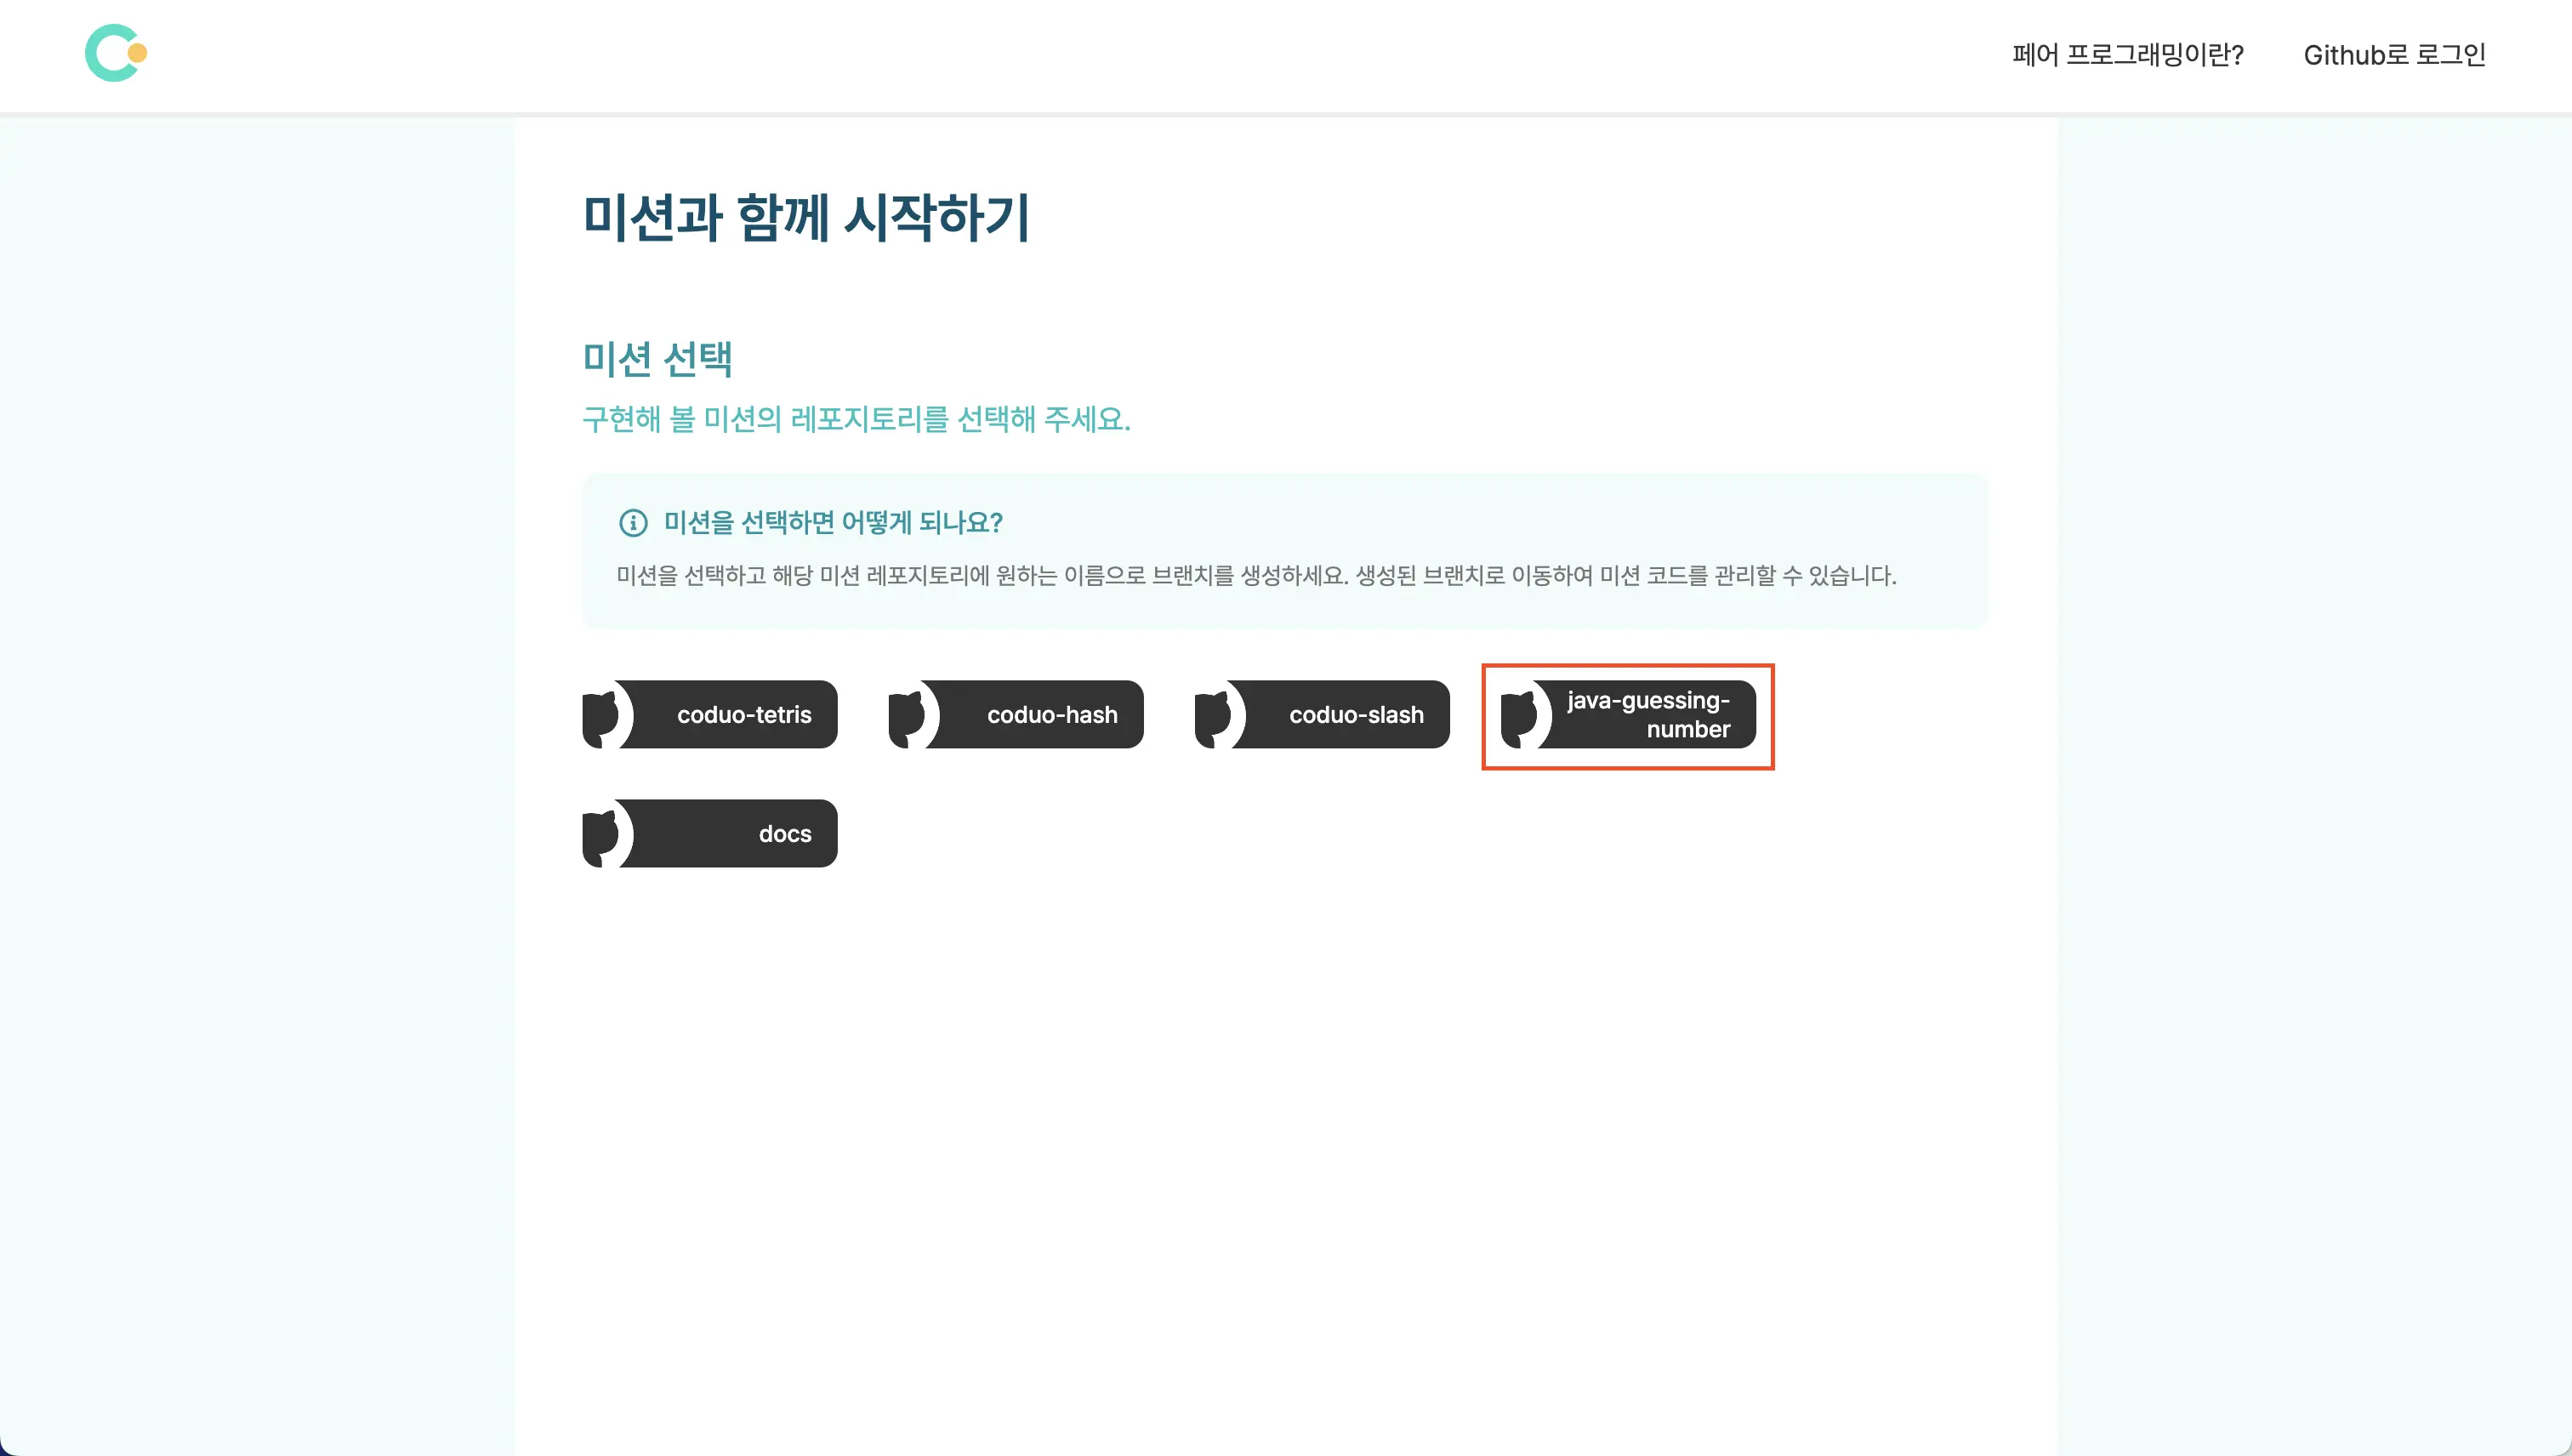 페어 프로그래밍이란?
Github로 로그인
미션과 함께 시작하기
미션 선택
구현해 볼 미션의 레포지토리를 선택해 주세요.
미션을 선택하면 어떻게 되나요?
미션을 선택하고 해당 미션 레포지토리에 원하는 이름으로 브랜치를 생성하세요. 생성된 브랜치로 이동하여 미션 코드를 관리할 수 있습니다.
coduo-tetris
coduo-hash
coduo-slash
java-guessing-
number
docs